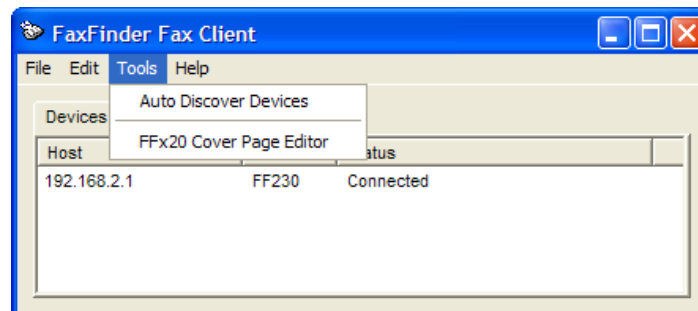 FaxFinder Fax Client
File Edit Tools Help
Auto Discover Devices
Devices
FFx20 Cover Page Editor
Host atus
192.168.2.1 FF230 Connected